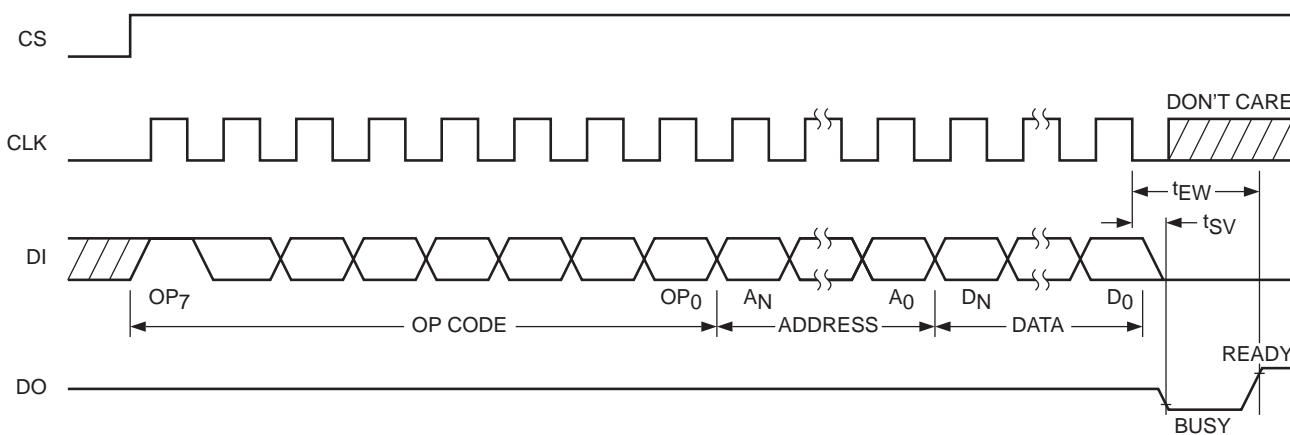 CS
DON'T CARE
CLK
tEW
tSV
DI
OP7 OP0 AN A0 DN D0
OP CODE ADDRESS DATA
READY
DO
BUSY